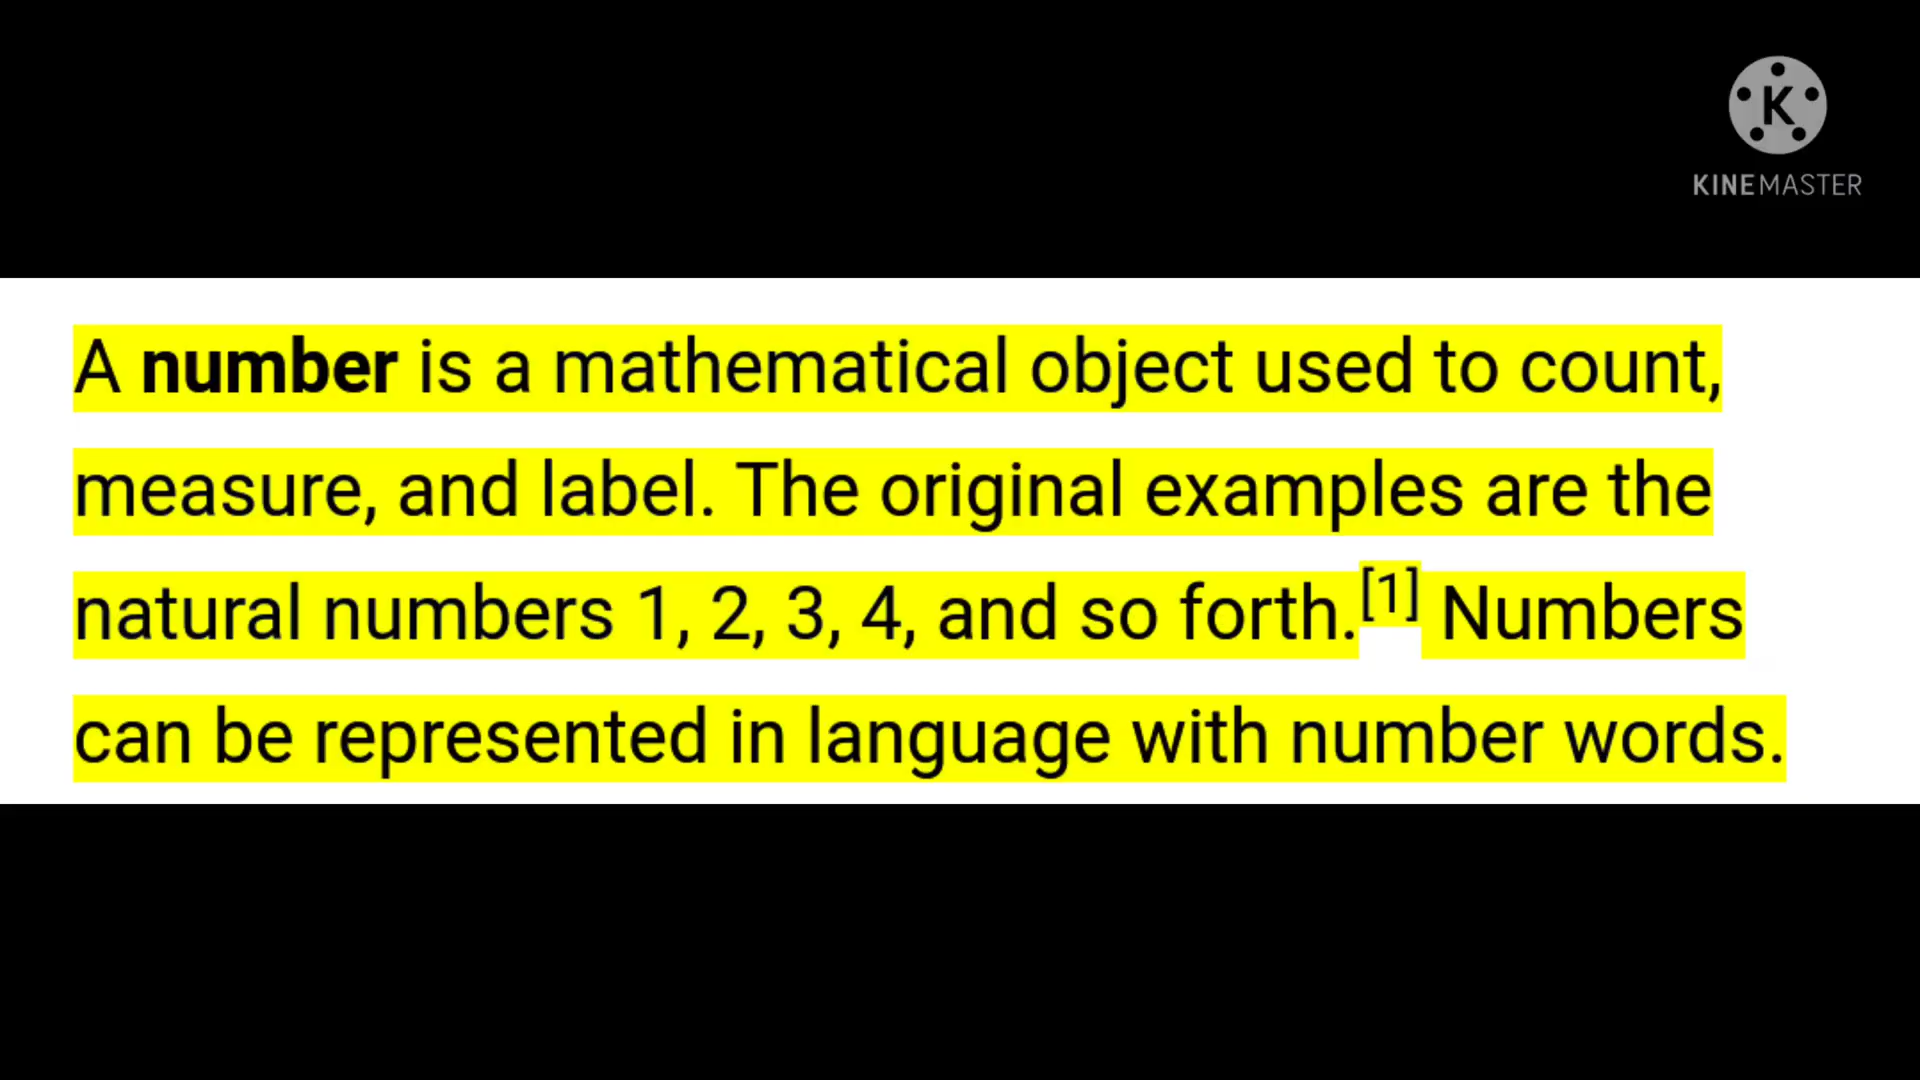 K
KINEMASTER
A number is a mathematical object used to count,
measure, and label. The original examples are the
natural numbers 1, 2, 3, 4, and so forth.[1] Numbers
can be represented in language with number words.